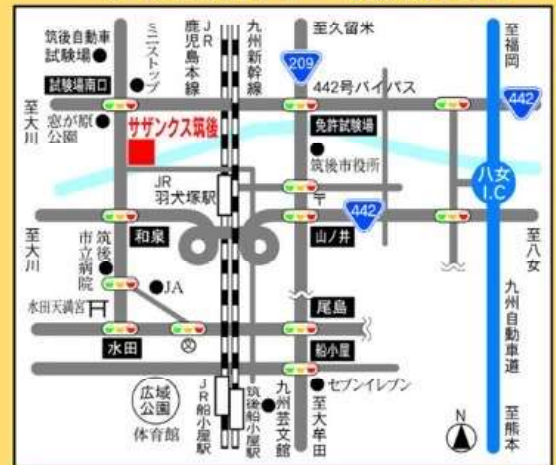 筑後自動車
試験場
ミニストップ
JR
鹿児島本線
九州新幹線
至久留米
至福岡
209
試験場南口
442号バイパス
442
至大川
窓が原
公園
サザンクス筑後
免許試験場
筑後市役所
八女
I.C
JR
羽犬塚駅
〒
442
至大川
和泉
山ノ井
至八女
筑後
市立病院
JA
水田天満宮
尾島
九州自動車道
水田
文
船小屋
広域
公園
体育館
JR船小屋駅
筑後船小屋駅
九州芸文館
セブンイレブン
至大牟田
N
至熊本